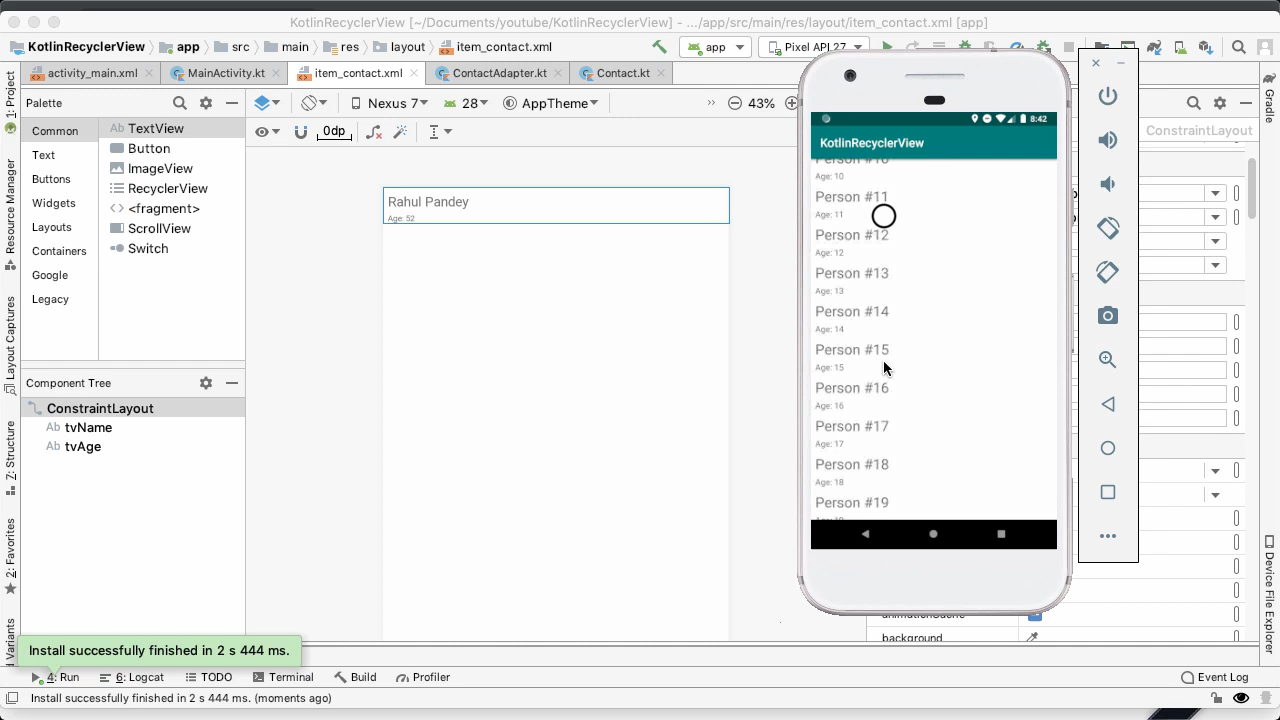 KotlinRecyclerView [~/Documents/youtube/KotlinRecyclerView] - .../app/src/main/res/layout/item_contact.xml [app]
KotlinRecyclerView
app
src
main
res
layout
item_contact.xml
app
Pixel API 27
activity_main.xml
MainActivity.kt
item_contact.xml
ContactAdapter.kt
Contact.kt
1: Project
Resource Manager
Layout Captures
Z: Structure
2: Favorites
Variants
Palette
Common
Text
Buttons
Widgets
Layouts
Containers
Google
Legacy
Ab TextView
Button
ImageView
RecyclerView
<fragment>
ScrollView
Switch
Component Tree
ConstraintLayout
Ab tvName
Ab tvAge
Nexus 7
28
AppTheme
43%
0dp
Rahul Pandey
Age: 52
8:42
KotlinRecyclerView
Person #10
Age: 10
Person #11
Age: 11
Person #12
Age: 12
Person #13
Age: 13
Person #14
Age: 14
Person #15
Age: 15
Person #16
Age: 16
Person #17
Age: 17
Person #18
Age: 18
Person #19
ConstraintLayout
background
Gradle
Device File Explorer
Install successfully finished in 2 s 444 ms.
4: Run
6: Logcat
TODO
Terminal
Build
Profiler
Event Log
Install successfully finished in 2 s 444 ms. (moments ago)